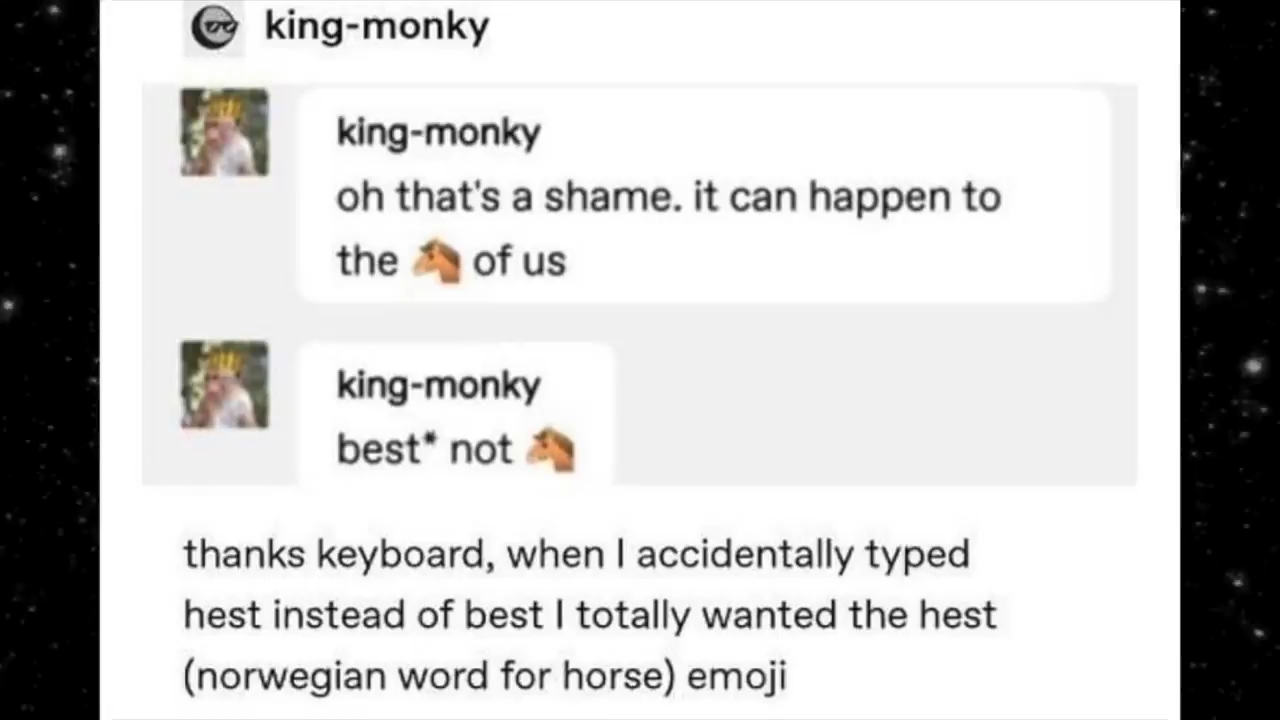 king-monky
king-monky
oh that's a shame. it can happen to
the 🐴 of us
king-monky
best* not 🐴
thanks keyboard, when I accidentally typed
hest instead of best I totally wanted the hest
(norwegian word for horse) emoji